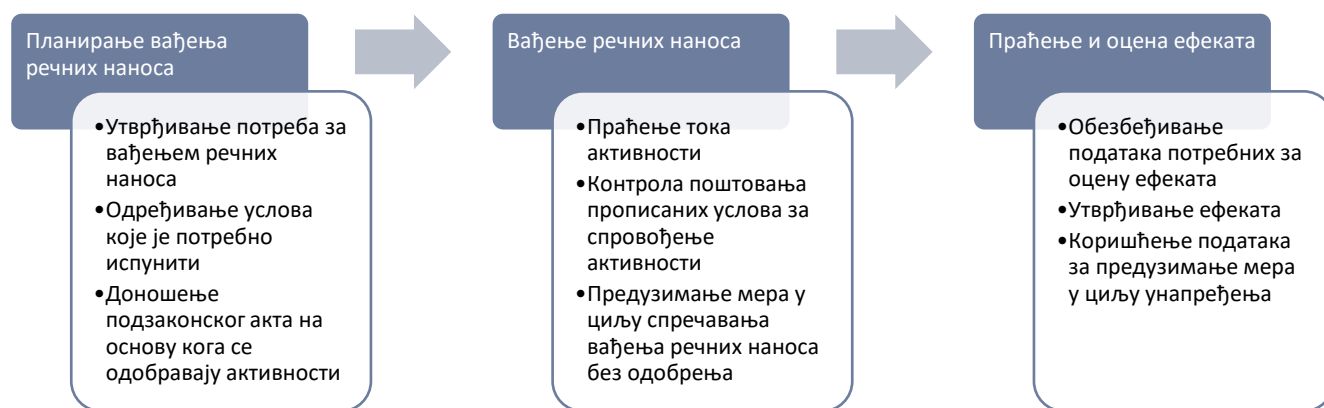 Планирање вађења
речних наноса
•Утврђивање потреба за
вађењем речних
наноса
•Одређивање услова
које је потребно
испунити
•Доношење
подзаконског акта на
основу кога се
одобравају активности
Вађење речних наноса
•Праћење тока
активности
•Контрола поштовања
прописаних услова за
спровођење
активности
•Предузимање мера у
циљу спречавања
вађења речних наноса
без одобрења
Праћење и оцена ефеката
•Обезбеђивање
података потребних за
оцену ефеката
•Утврђивање ефеката
•Коришћење података
за предузимање мера
у циљу унапређења